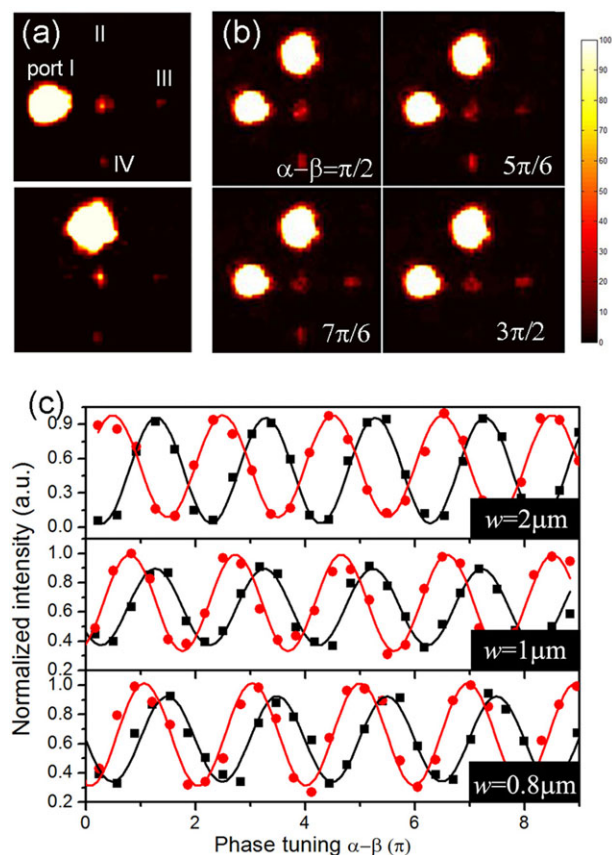 (a)
II
port I
III
IV
(b)
α−β=π/2
5π/6
7π/6
3π/2
100
90
80
70
60
50
40
30
20
10
0
(c)
Normalized intensity (a.u.)
0.9
0.6
0.3
0.0
w=2μm
1.0
0.8
0.6
0.4
0.2
w=1μm
1.0
0.8
0.6
0.4
0.2
w=0.8μm
0 2 4 6 8
Phase tuning α−β (π)